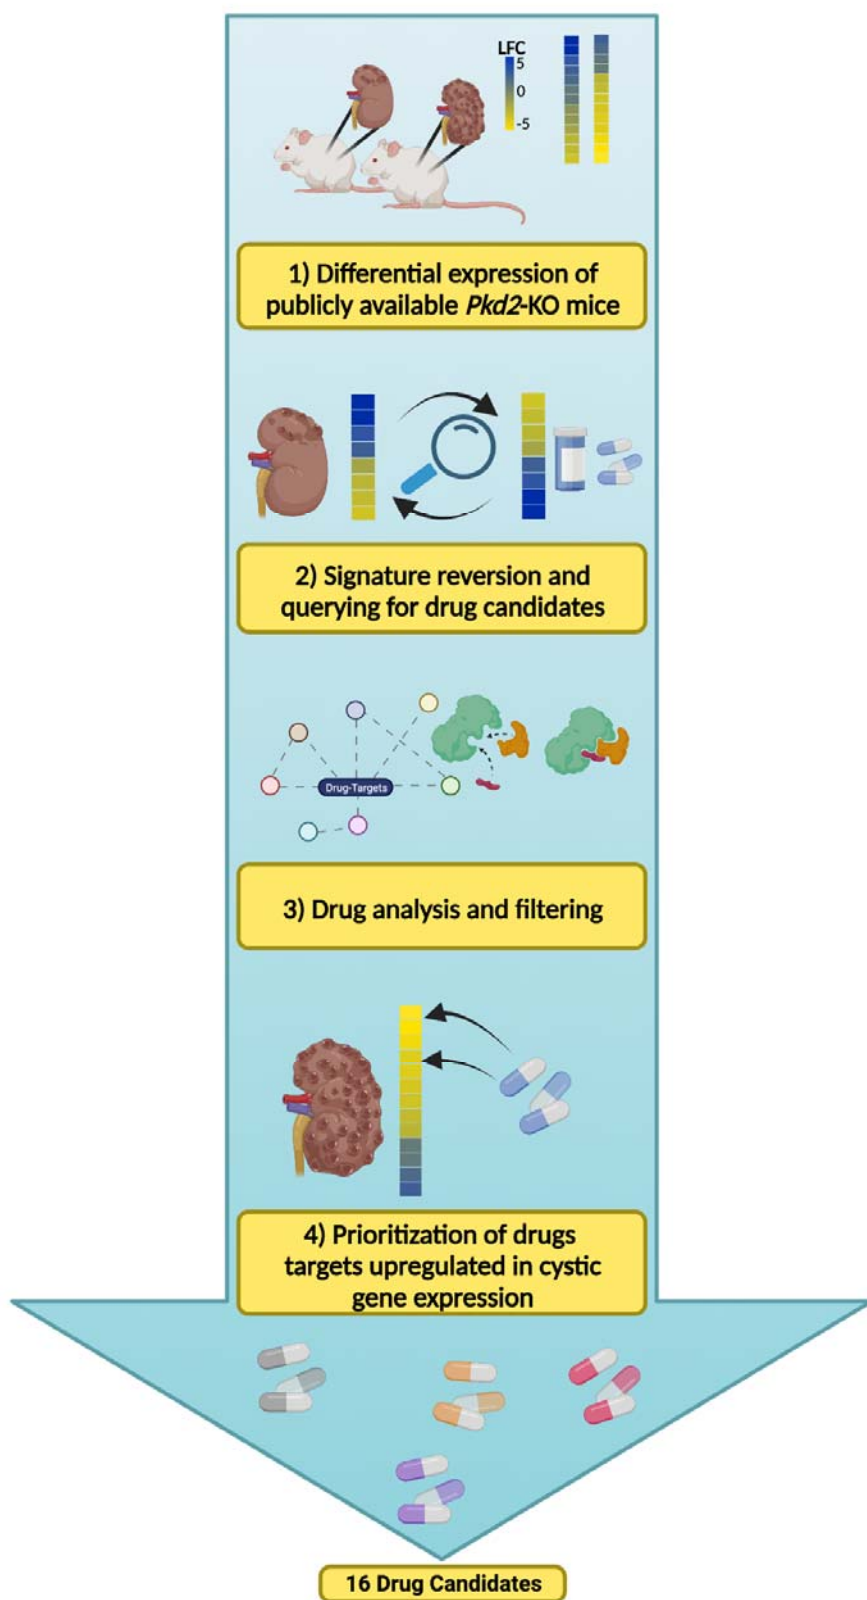 LFC
5
0
-5
1) Differential expression of
publicly available Pkd2-KO mice
2) Signature reversion and
querying for drug candidates
Drug-Targets
3) Drug analysis and filtering
4) Prioritization of drugs
targets upregulated in cystic
gene expression
16 Drug Candidates